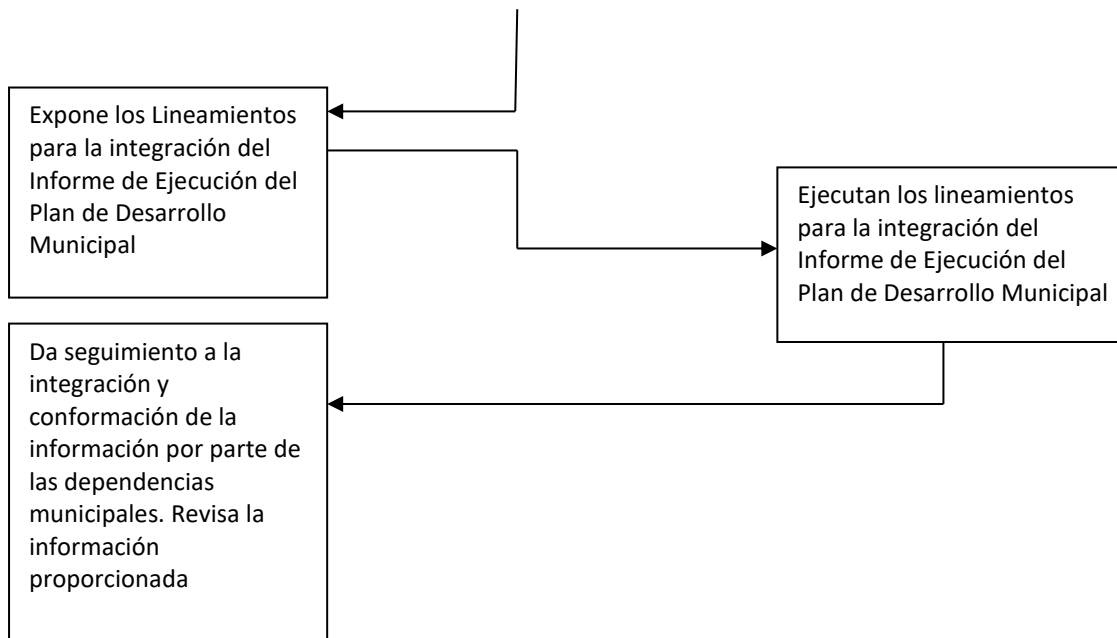 Expone los Lineamientos
para la integración del
Informe de Ejecución del
Plan de Desarrollo
Municipal
Ejecutan los lineamientos
para la integración del
Informe de Ejecución del
Plan de Desarrollo Municipal
Da seguimiento a la
integración y
conformación de la
información por parte de
las dependencias
municipales. Revisa la
información
proporcionada